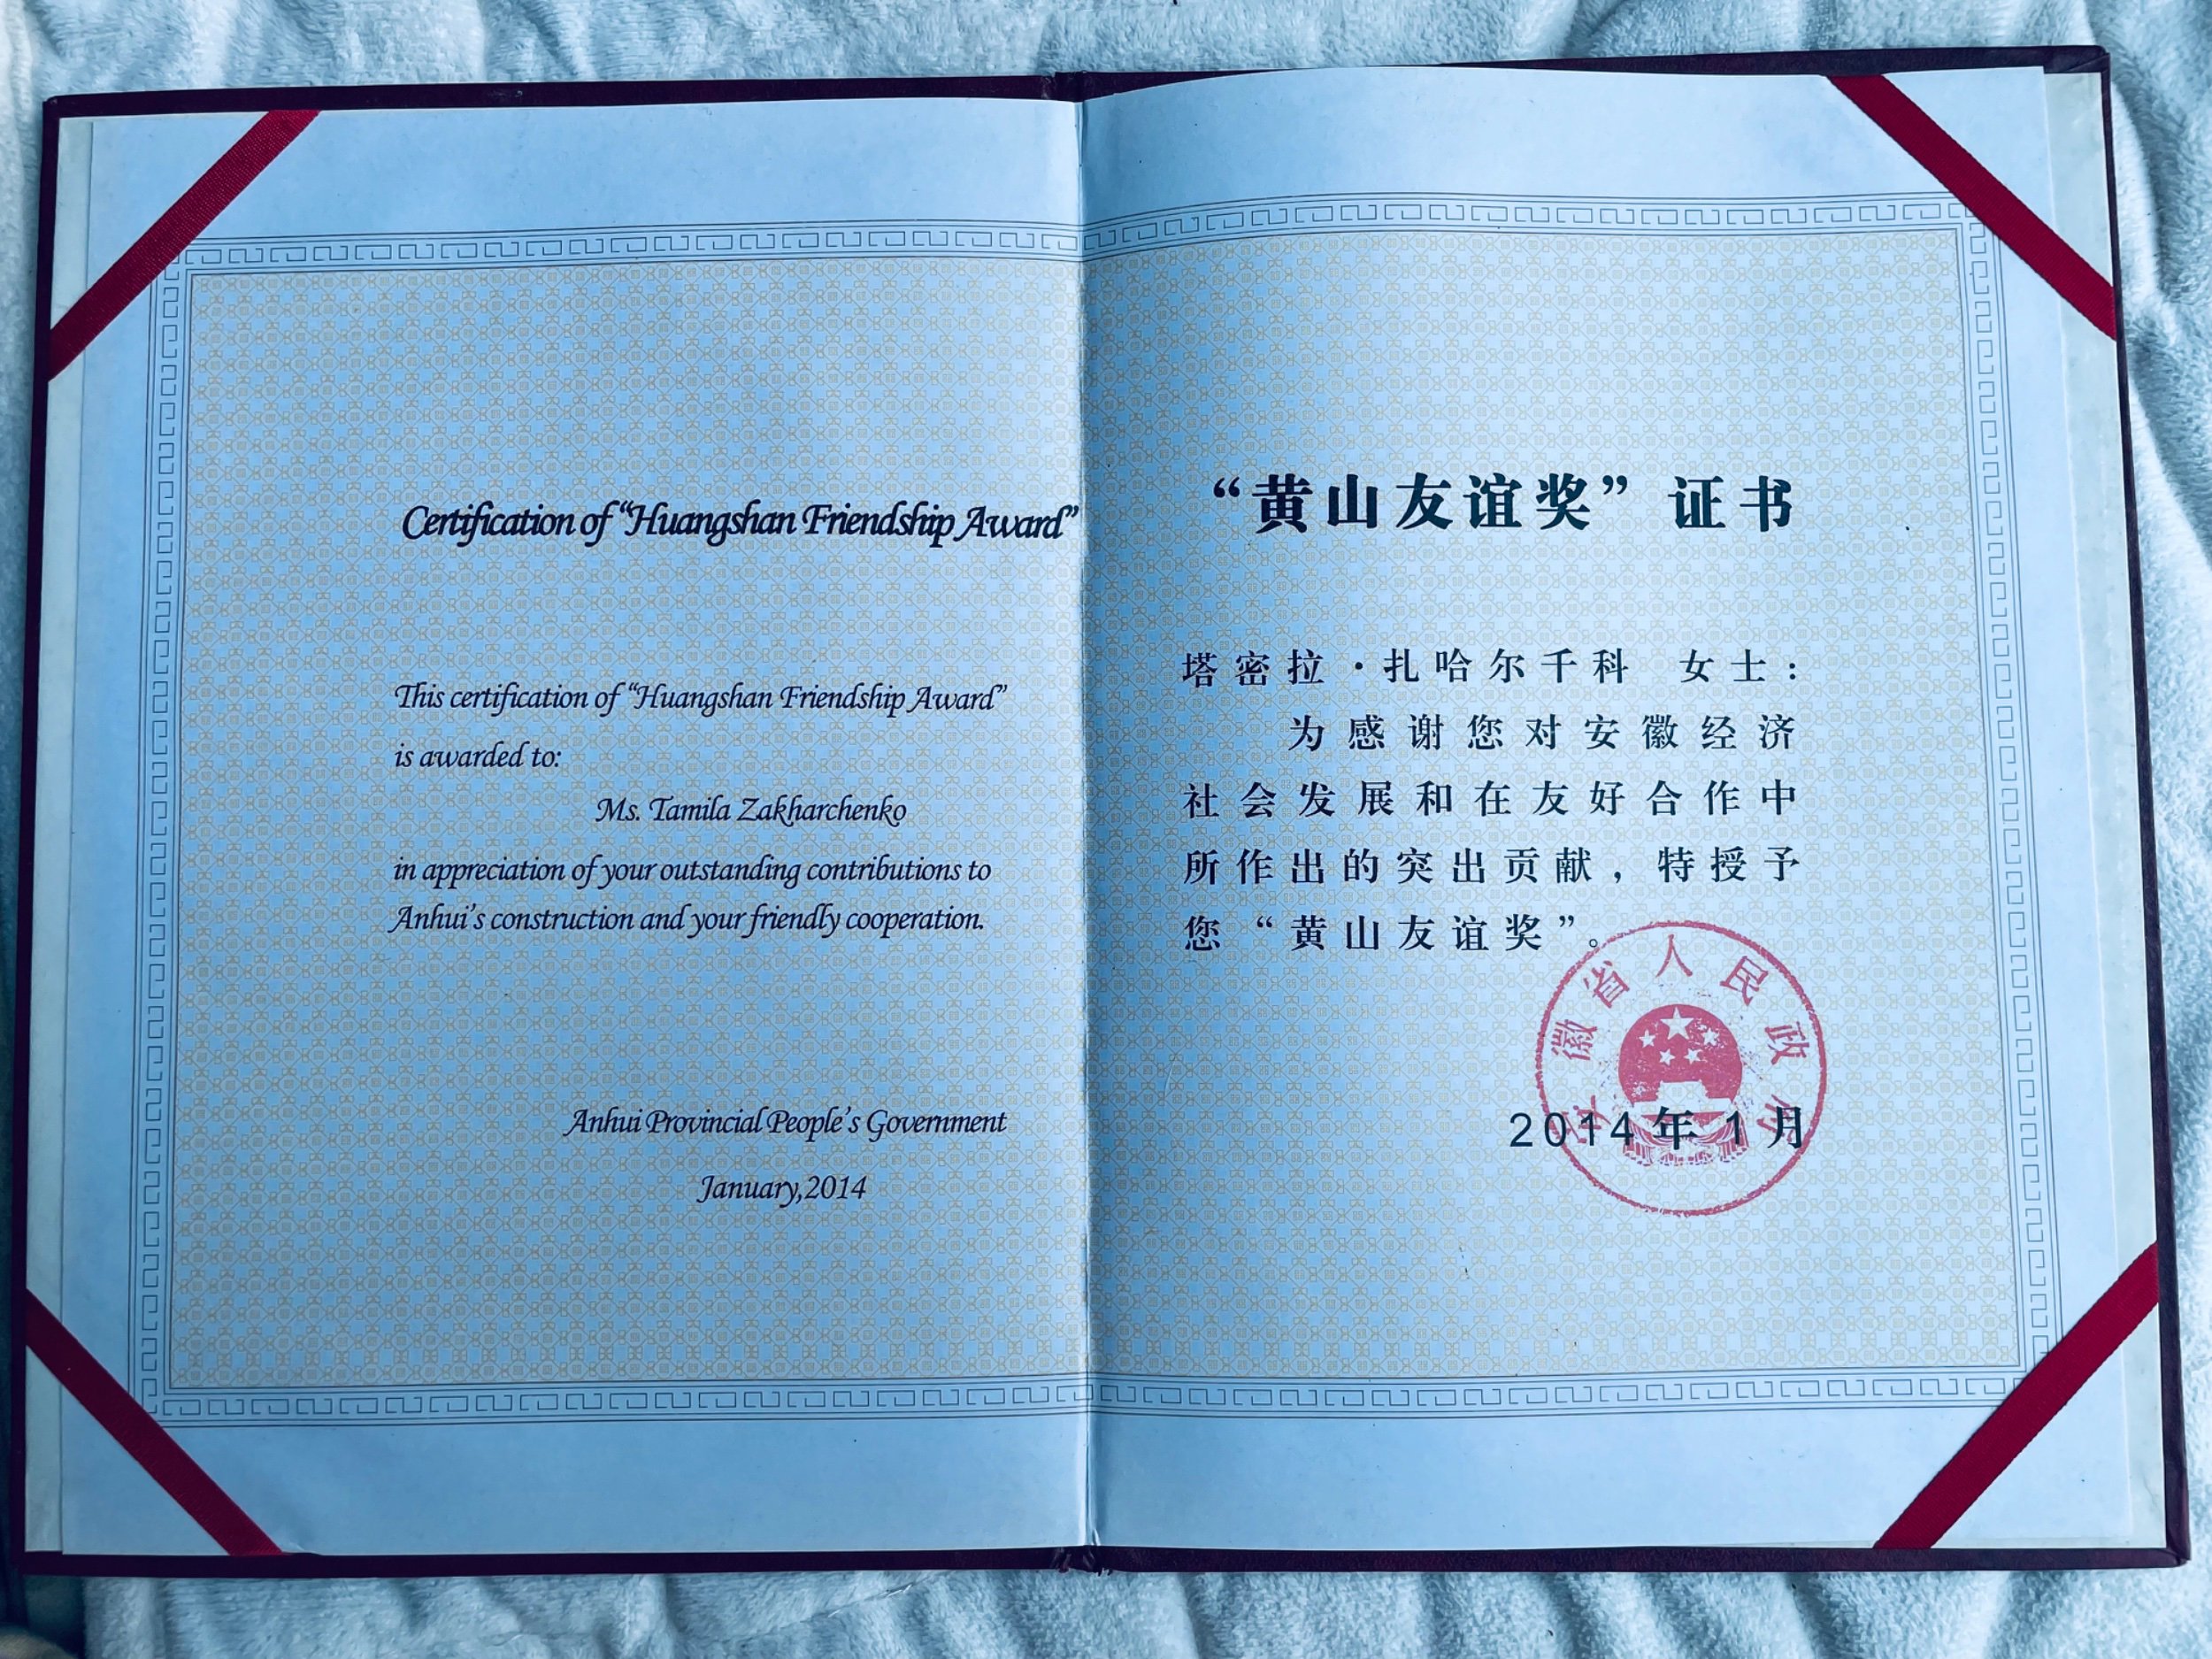 Certification of “Huangshan Friendship Award”
This certification of “Huangshan Friendship Award”
is awarded to:
Ms. Tamila Zakharchenko
in appreciation of your outstanding contributions to
Anhui’s construction and your friendly cooperation.
Anhui Provincial People’s Government
January,2014
“黄山友谊奖” 证书
塔密拉·扎哈尔千科 女士:
为感谢您对安徽经济
社会发展和在友好合作中
所作出的突出贡献,特授予
您“黄山友谊奖”。
安徽省人民政府
2014年1月